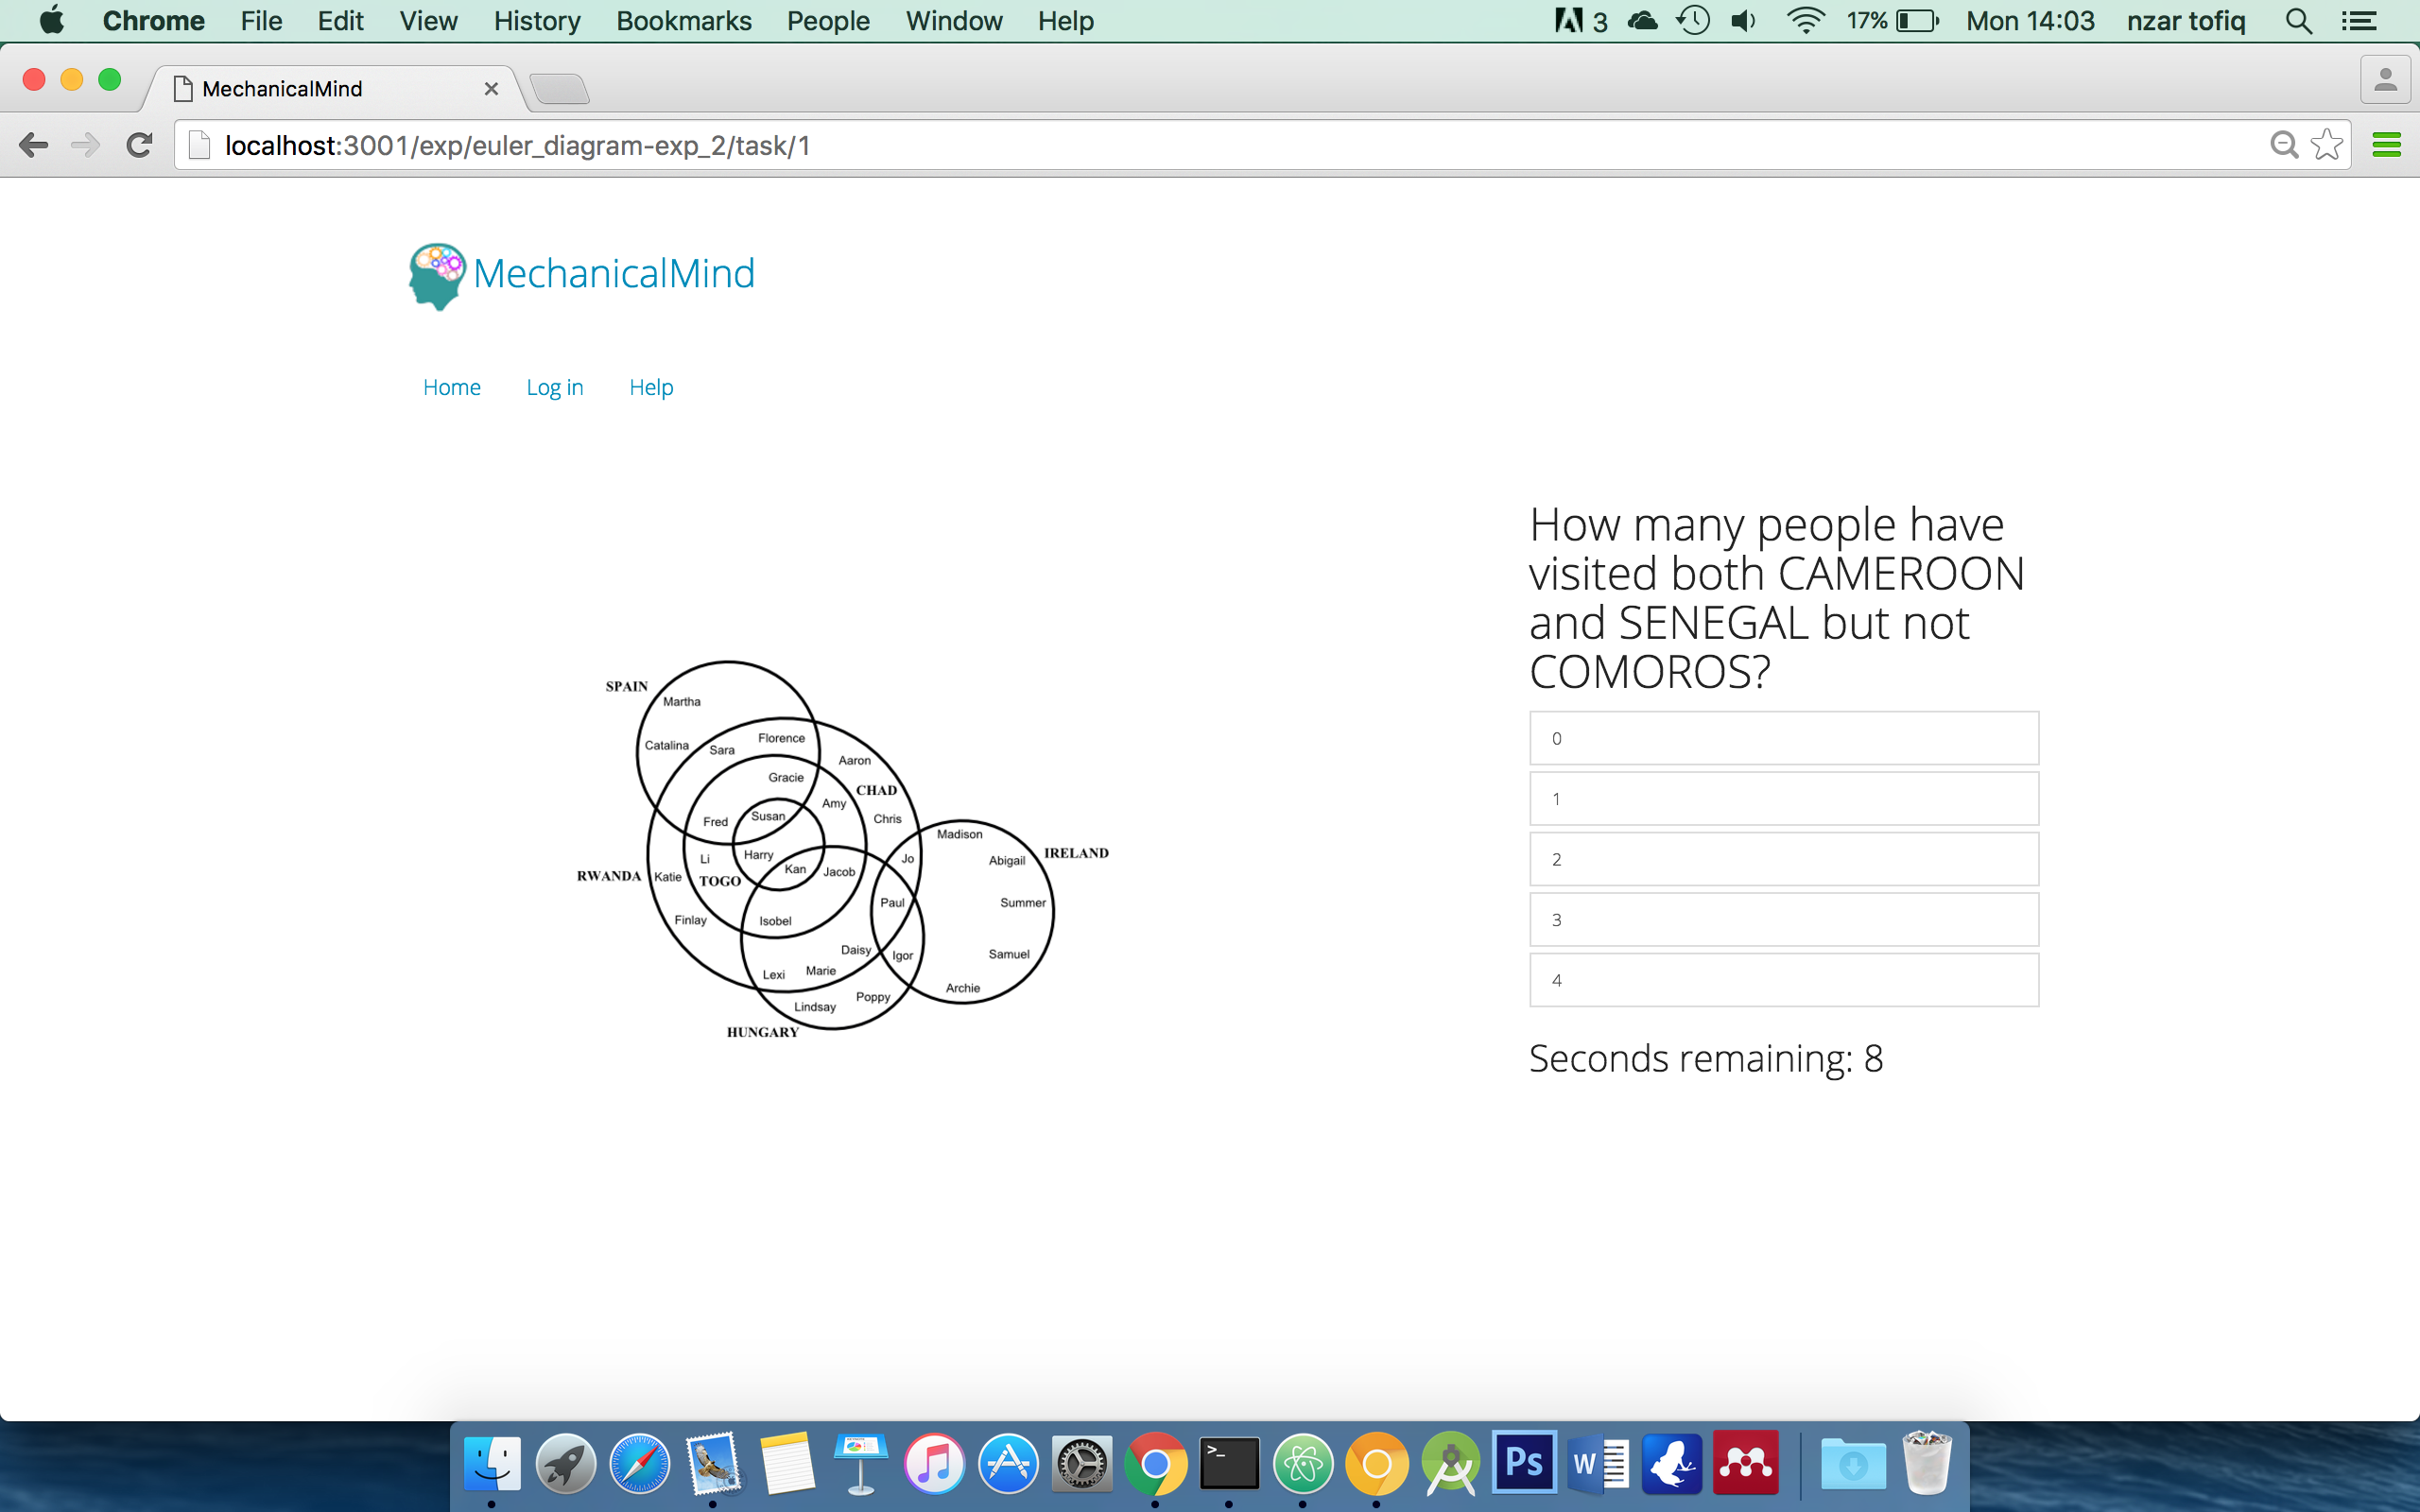 Chrome File Edit View History Bookmarks People Window Help 3 17% Mon 14:03 nzar tofiq
MechanicalMind
localhost:3001/exp/euler_diagram-exp_2/task/1
MechanicalMind
Home Log in Help
How many people have
visited both CAMEROON
and SENEGAL but not
COMOROS?
0
1
2
3
4
Seconds remaining: 8
SPAIN
Martha
Catalina
Sara
Florence
Aaron
Gracie
CHAD
Amy
Fred
Susan
Chris
Madison
Li
Harry
Jo
Abigail
IRELAND
RWANDA
Katie
TOGO
Kan
Jacob
Paul
Summer
Finlay
Isobel
Daisy
Igor
Samuel
Lexi
Marie
Archie
Lindsay
Poppy
HUNGARY
>_
Ps
W